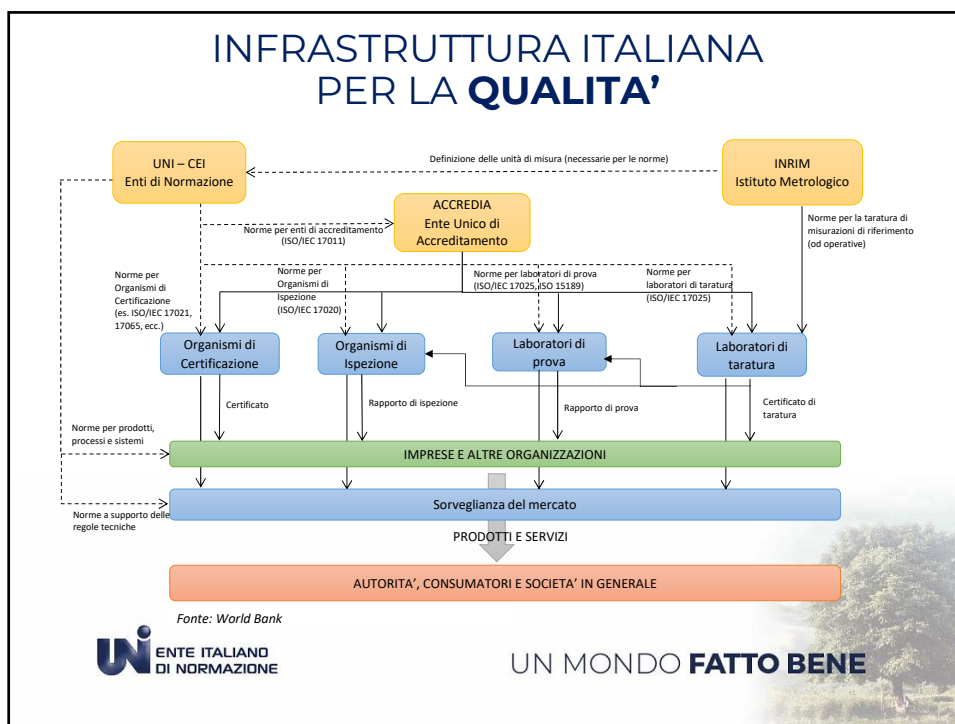 INFRASTRUTTURA ITALIANA
PER LA QUALITA’
UNI – CEI
Enti di Normazione
Definizione delle unità di misura (necessarie per le norme)
INRIM
Istituto Metrologico
ACCREDIA
Ente Unico di
Accreditamento
Norme per enti di accreditamento
(ISO/IEC 17011)
Norme per la taratura di
misurazioni di riferimento
(od operative)
Norme per
Organismi di
Certificazione
(es. ISO/IEC 17021,
17065, ecc.)
Norme per
Organismi di
Ispezione
(ISO/IEC 17020)
Norme per laboratori di prova
(ISO/IEC 17025, ISO 15189)
Norme per
laboratori di taratura
(ISO/IEC 17025)
Organismi di
Certificazione
Organismi di
Ispezione
Laboratori di
prova
Laboratori di
taratura
Certificato
Rapporto di ispezione
Rapporto di prova
Certificato di
taratura
Norme per prodotti,
processi e sistemi
IMPRESE E ALTRE ORGANIZZAZIONI
Sorveglianza del mercato
Norme a supporto delle
regole tecniche
PRODOTTI E SERVIZI
AUTORITA’, CONSUMATORI E SOCIETA’ IN GENERALE
Fonte: World Bank
UNI
ENTE ITALIANO
DI NORMAZIONE
UN MONDO FATTO BENE